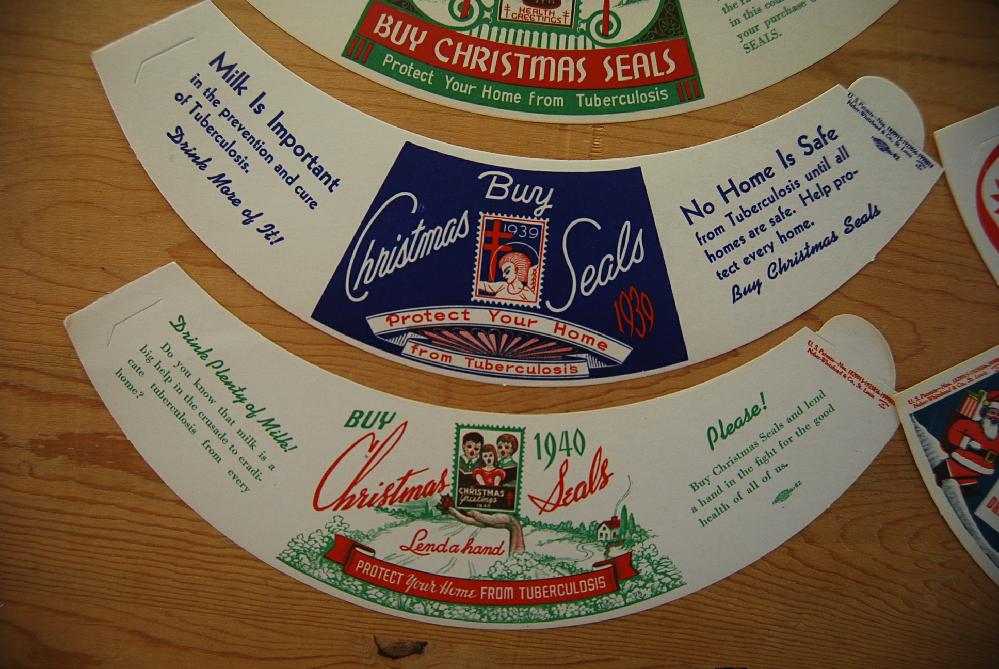 HEALTH
GREETINGS
BUY CHRISTMAS SEALS
Protect Your Home from Tuberculosis
in this cou
your purchase
SEALS.
Milk Is Important
in the prevention and cure
of Tuberculosis.
Drink More of It!
Buy
Christmas Seals
1939
1939
Protect Your Home
from Tuberculosis
No Home Is Safe
from Tuberculosis until all
homes are safe. Help pro-
tect every home.
Buy Christmas Seals
Drink Plenty of Milk!
Do you know that milk is a
big help in the crusade to eradi-
cate tuberculosis from every
home?
BUY
Christmas
1940
Seals
CHRISTMAS
Greetings
1940
Lend a hand
PROTECT Your Home FROM TUBERCULOSIS
Please!
Buy Christmas Seals and lend
a hand in the fight for the good
health of all of us.